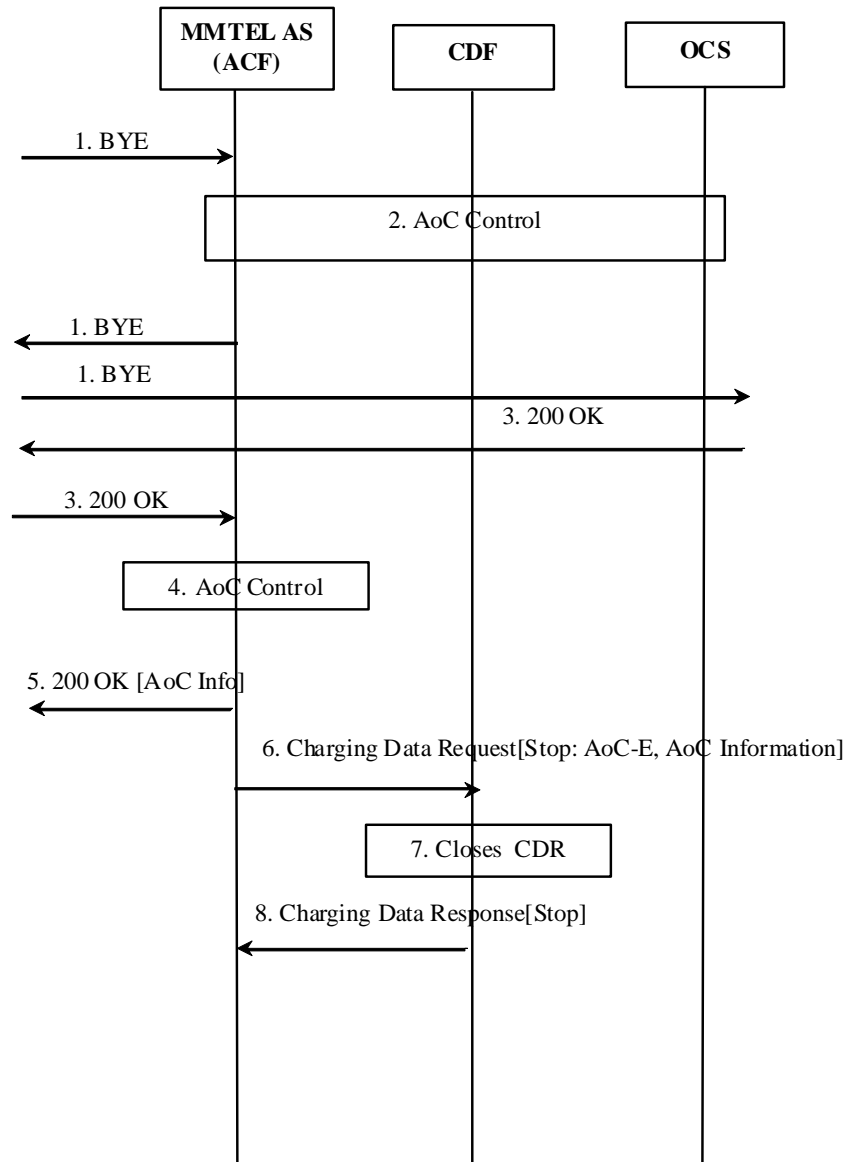 MMTEL AS
(ACF)
CDF
OCS
1. BYE
2. AoC Control
1. BYE
1. BYE
3. 200 OK
3. 200 OK
4. AoC Control
5. 200 OK [AoC Info]
6. Charging Data Request[Stop: AoC-E, AoC Information]
7. Closes CDR
8. Charging Data Response[Stop]